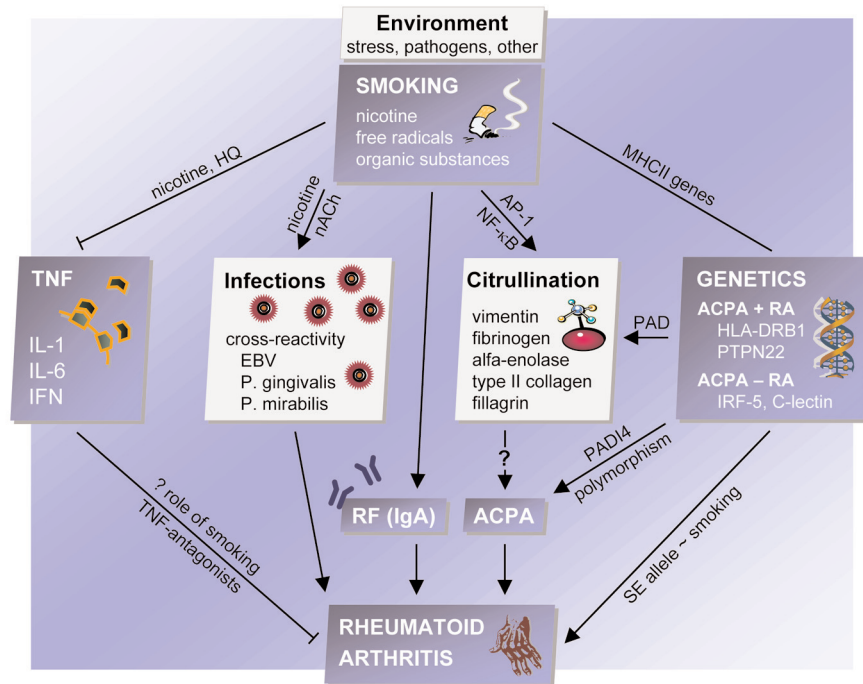 Environment
stress, pathogens, other
SMOKING
nicotine
free radicals
organic substances
nicotine, HQ
nicotine
nACh
AP-1
NF-κB
MHCII genes
TNF
IL-1
IL-6
IFN
Infections
cross-reactivity
EBV
P. gingivalis
P. mirabilis
Citrullination
vimentin
fibrinogen
alfa-enolase
type II collagen
fillagrin
PAD
GENETICS
ACPA + RA
HLA-DRB1
PTPN22
ACPA – RA
IRF-5, C-lectin
?
PADI4
polymorphism
? role of smoking
TNF-antagonists
RF (IgA)
ACPA
SE allele ~ smoking
RHEUMATOID
ARTHRITIS